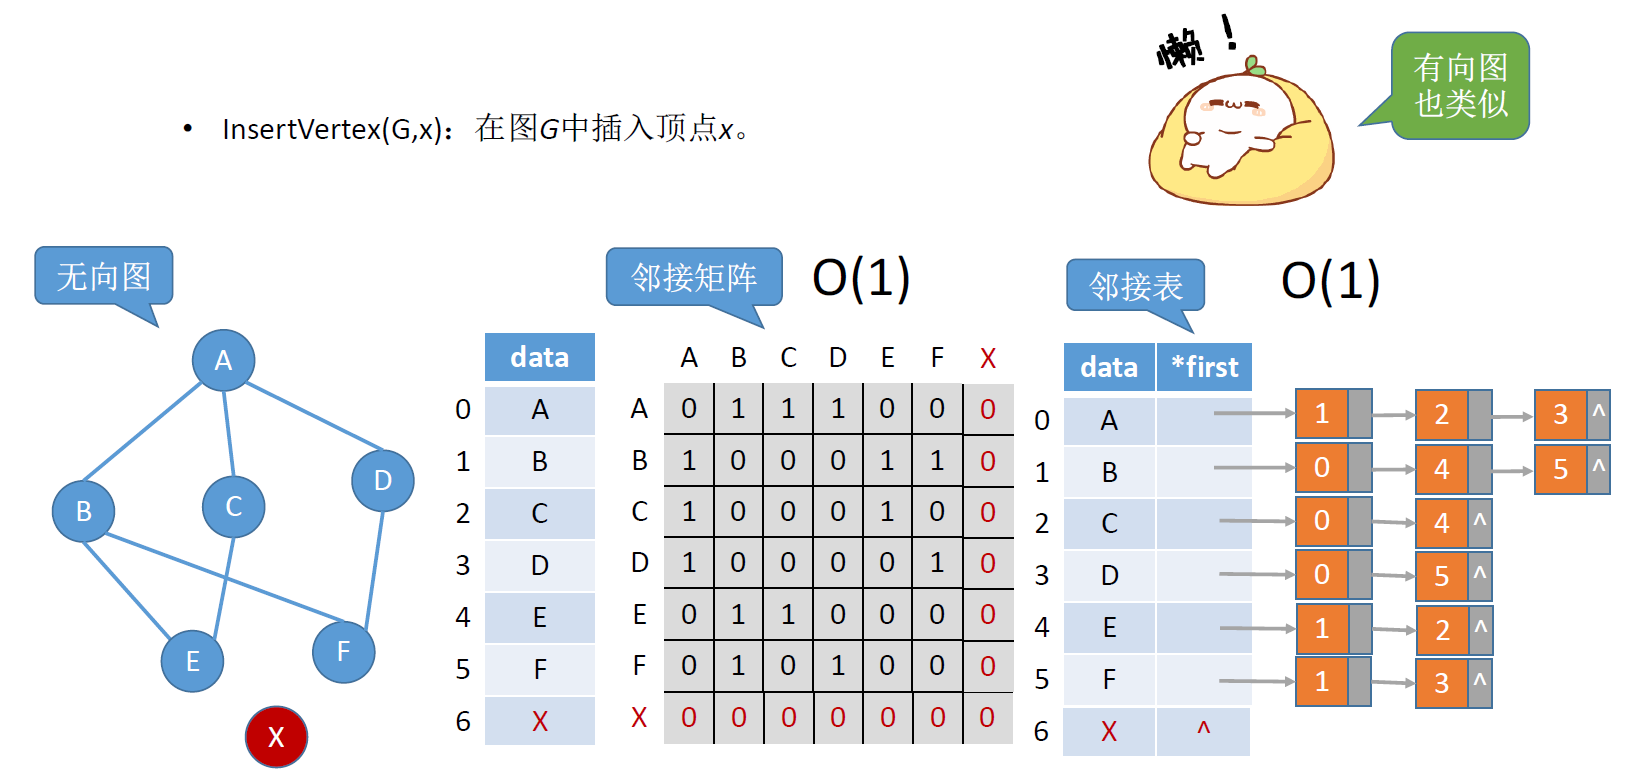 懒！
有向图
也类似
• InsertVertex(G,x)：在图G中插入顶点x。
无向图
A
B
C
D
E
F
X
邻接矩阵 O(1)
data
0 A
1 B
2 C
3 D
4 E
5 F
6 X
A B C D E F X
A 0 1 1 1 0 0 0
B 1 0 0 0 1 1 0
C 1 0 0 0 1 0 0
D 1 0 0 0 0 1 0
E 0 1 1 0 0 0 0
F 0 1 0 1 0 0 0
X 0 0 0 0 0 0 0
邻接表 O(1)
data *first
0 A 1 2 3 ^
1 B 0 4 5 ^
2 C 0 4 ^
3 D 0 5 ^
4 E 1 2 ^
5 F 1 3 ^
6 X ^